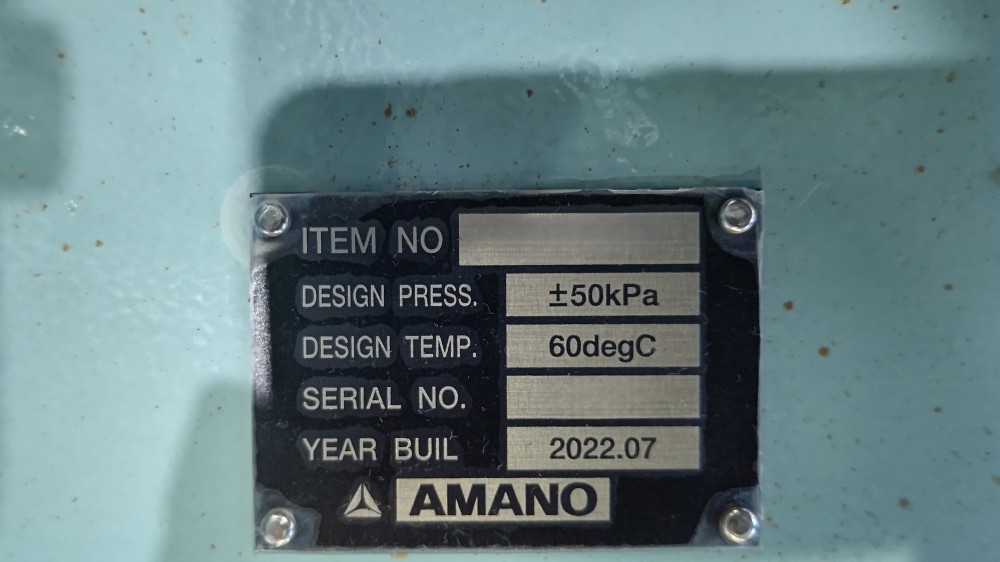 ITEM NO
DESIGN PRESS. ±50kPa
DESIGN TEMP. 60degC
SERIAL NO.
YEAR BUIL 2022.07
AMANO